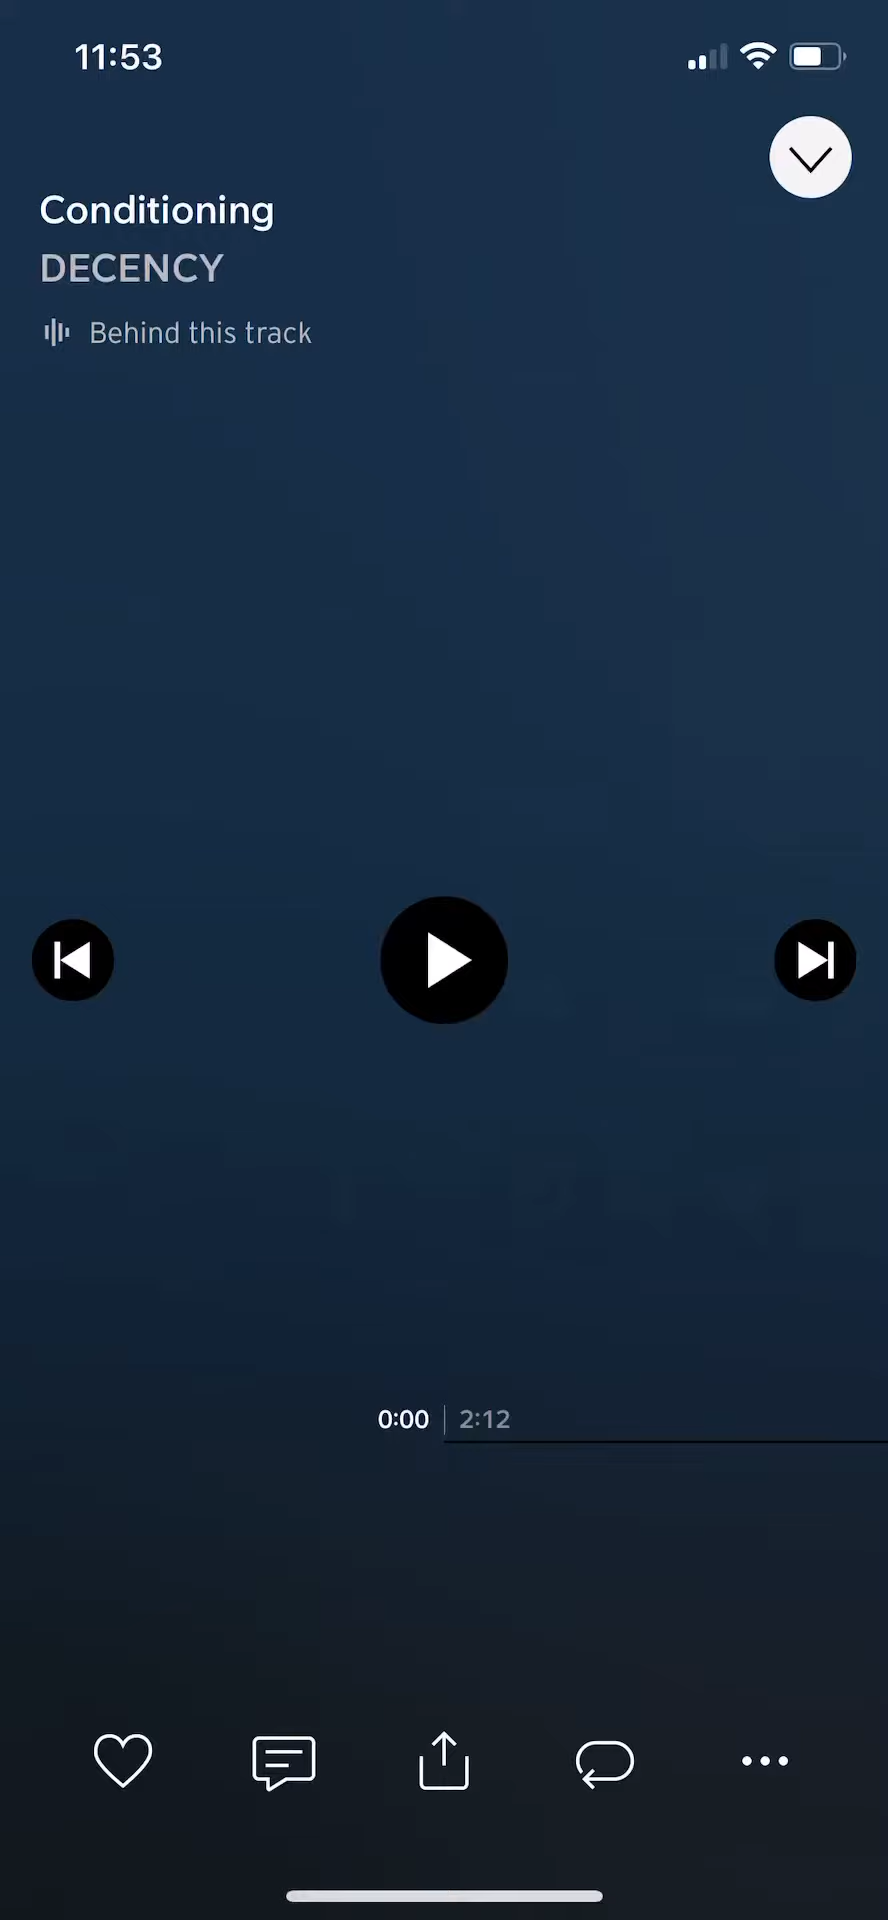 11:53
Conditioning
DECENCY
Behind this track
0:00 2:12